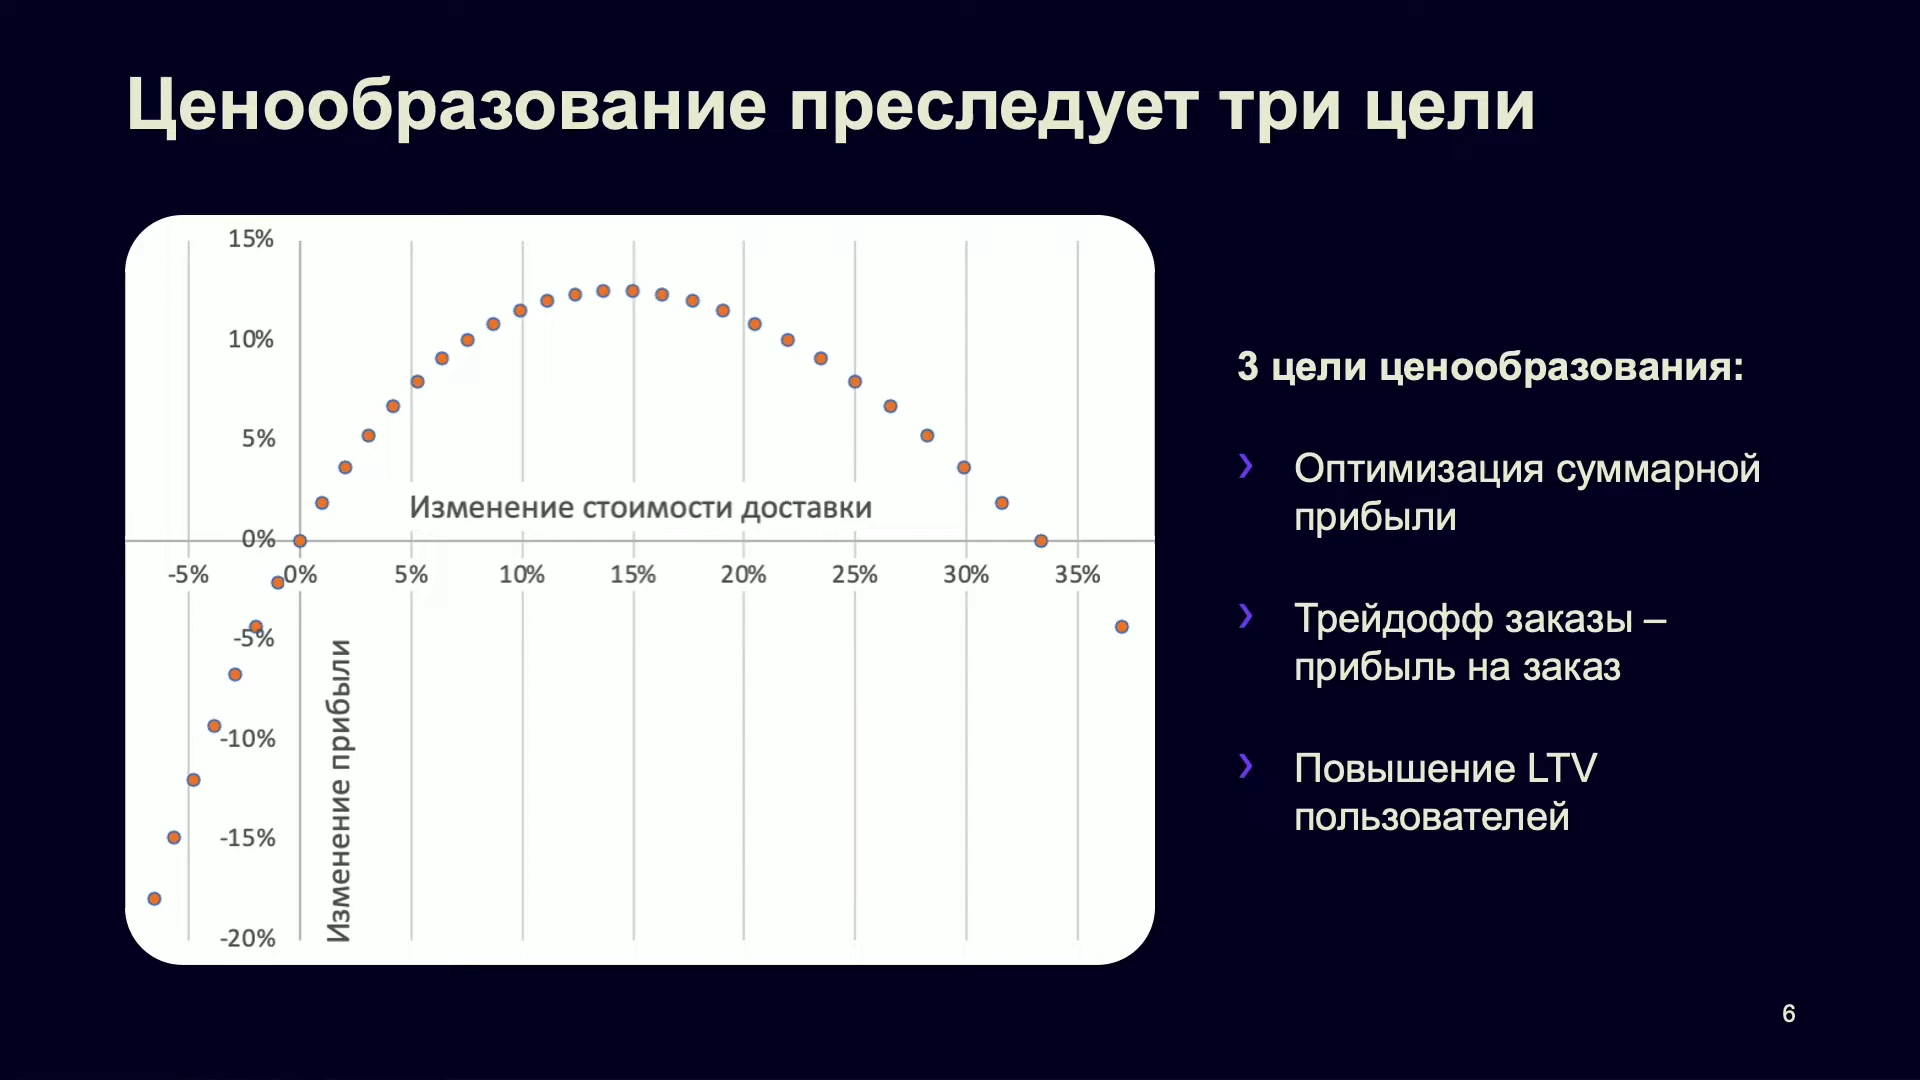 Ценообразование преследует три цели
15%
10%
5%
Изменение стоимости доставки
0%
-5% 0% 5% 10% 15% 20% 25% 30% 35%
-5%
-10%
-15%
-20%
Изменение прибыли
3 цели ценообразования:
› Оптимизация суммарной
прибыли
› Трейдофф заказы –
прибыль на заказ
› Повышение LTV
пользователей
6